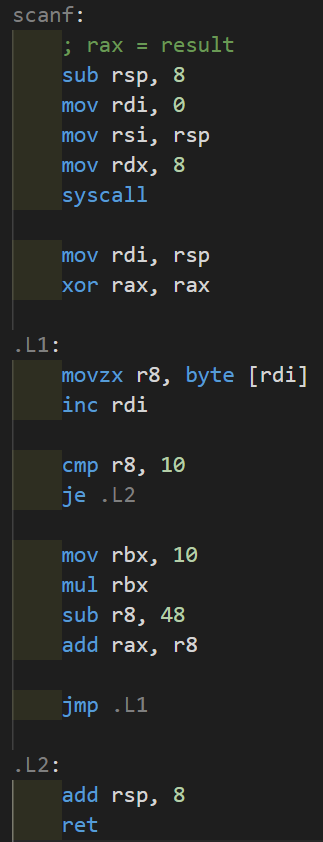 scanf:
; rax = result
sub rsp, 8
mov rdi, 0
mov rsi, rsp
mov rdx, 8
syscall
mov rdi, rsp
xor rax, rax
.L1:
movzx r8, byte [rdi]
inc rdi
cmp r8, 10
je .L2
mov rbx, 10
mul rbx
sub r8, 48
add rax, r8
jmp .L1
.L2:
add rsp, 8
ret